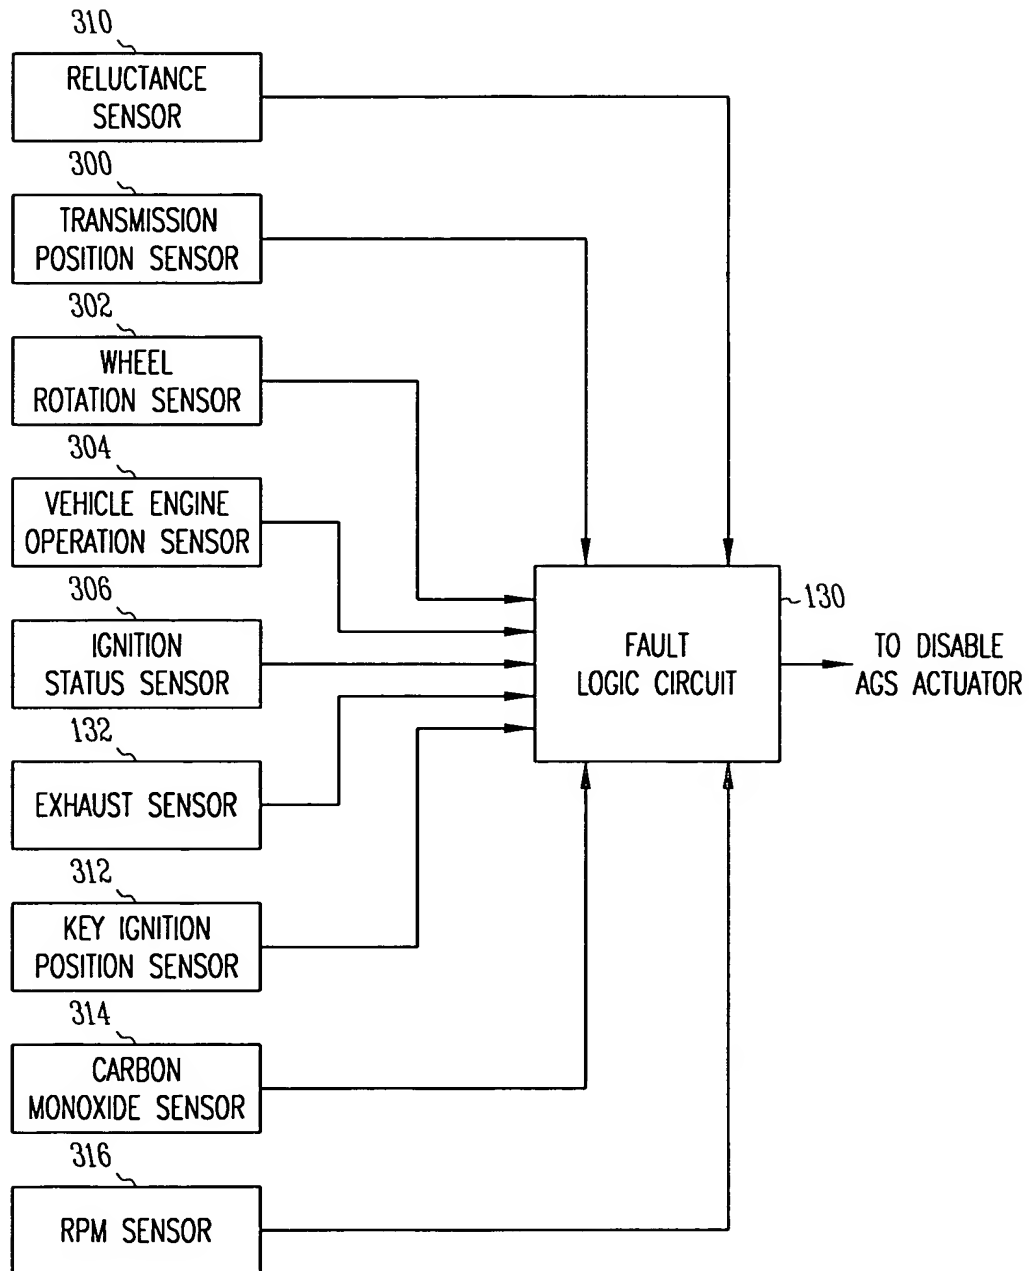 310
RELUCTANCE
SENSOR
300
TRANSMISSION
POSITION SENSOR
302
WHEEL
ROTATION SENSOR
304
VEHICLE ENGINE
OPERATION SENSOR
306
IGNITION
STATUS SENSOR
132
EXHAUST SENSOR
312
KEY IGNITION
POSITION SENSOR
314
CARBON
MONOXIDE SENSOR
316
RPM SENSOR
130
FAULT
LOGIC CIRCUIT
TO DISABLE
AGS ACTUATOR